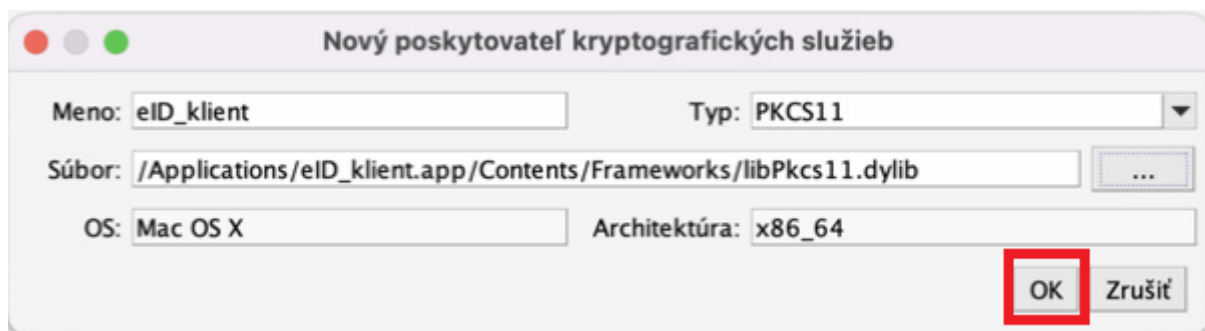 Nový poskytovateľ kryptografických služieb
Meno: eID_klient Typ: PKCS11
Súbor: /Applications/eID_klient.app/Contents/Frameworks/libPkcs11.dylib ...
OS: Mac OS X Architektúra: x86_64
OK Zrušiť